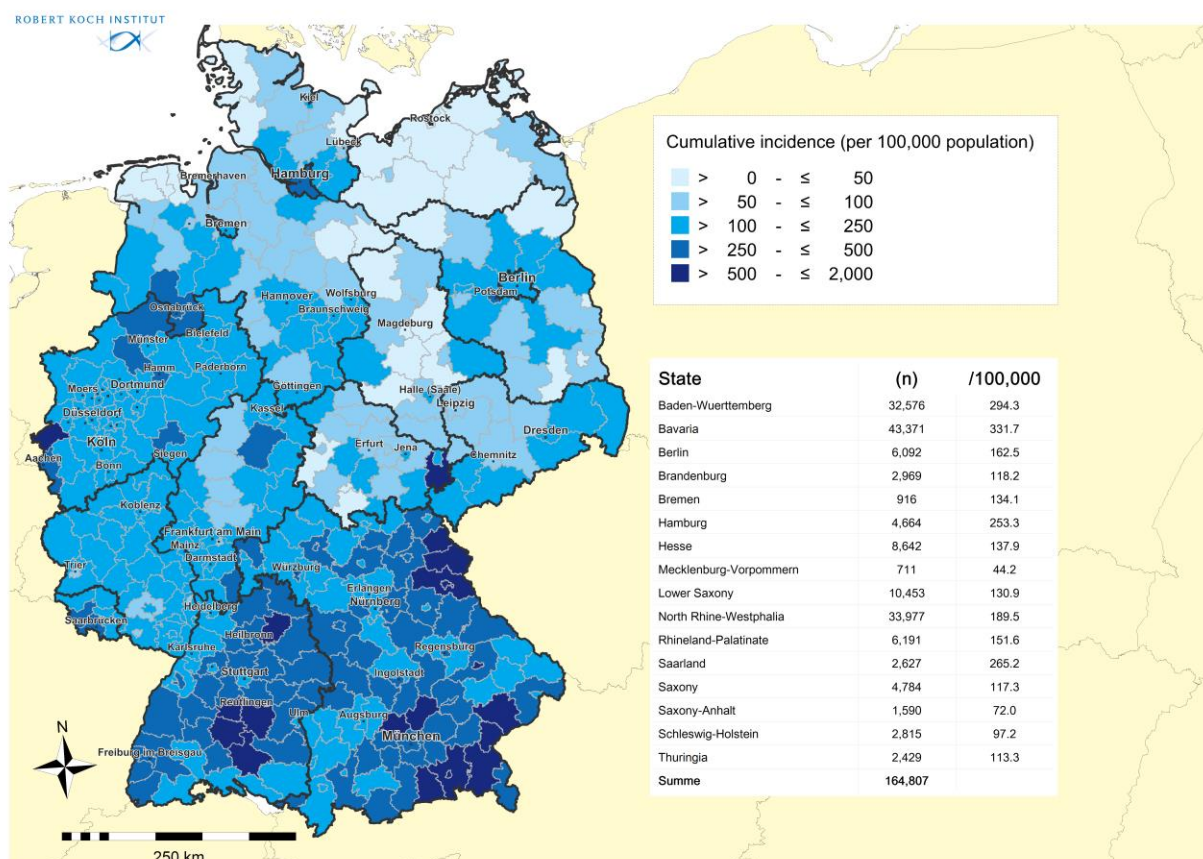 ROBERT KOCH INSTITUT
Kiel
Rostock
Lübeck
Hamburg
Bremerhaven
Bremen
Berlin
Potsdam
Hannover
Wolfsburg
Braunschweig
Magdeburg
Osnabrück
Bielefeld
Münster
Hamm
Paderborn
Göttingen
Halle (Saale)
Leipzig
Moers
Dortmund
Düsseldorf
Kassel
Dresden
Köln
Erfurt
Jena
Chemnitz
Aachen
Bonn
Siegen
Koblenz
Frankfurt am Main
Mainz
Darmstadt
Trier
Würzburg
Erlangen
Nürnberg
Heidelberg
Saarbrücken
Heilbronn
Karlsruhe
Regensburg
Stuttgart
Ingolstadt
Reutlingen
Ulm
Augsburg
München
Freiburg im Breisgau
N
250 km
Cumulative incidence (per 100,000 population)
> 0 - ≤ 50
> 50 - ≤ 100
> 100 - ≤ 250
> 250 - ≤ 500
> 500 - ≤ 2,000
State (n) /100,000
Baden-Wuerttemberg 32,576 294.3
Bavaria 43,371 331.7
Berlin 6,092 162.5
Brandenburg 2,969 118.2
Bremen 916 134.1
Hamburg 4,664 253.3
Hesse 8,642 137.9
Mecklenburg-Vorpommern 711 44.2
Lower Saxony 10,453 130.9
North Rhine-Westphalia 33,977 189.5
Rhineland-Palatinate 6,191 151.6
Saarland 2,627 265.2
Saxony 4,784 117.3
Saxony-Anhalt 1,590 72.0
Schleswig-Holstein 2,815 97.2
Thuringia 2,429 113.3
Summe 164,807